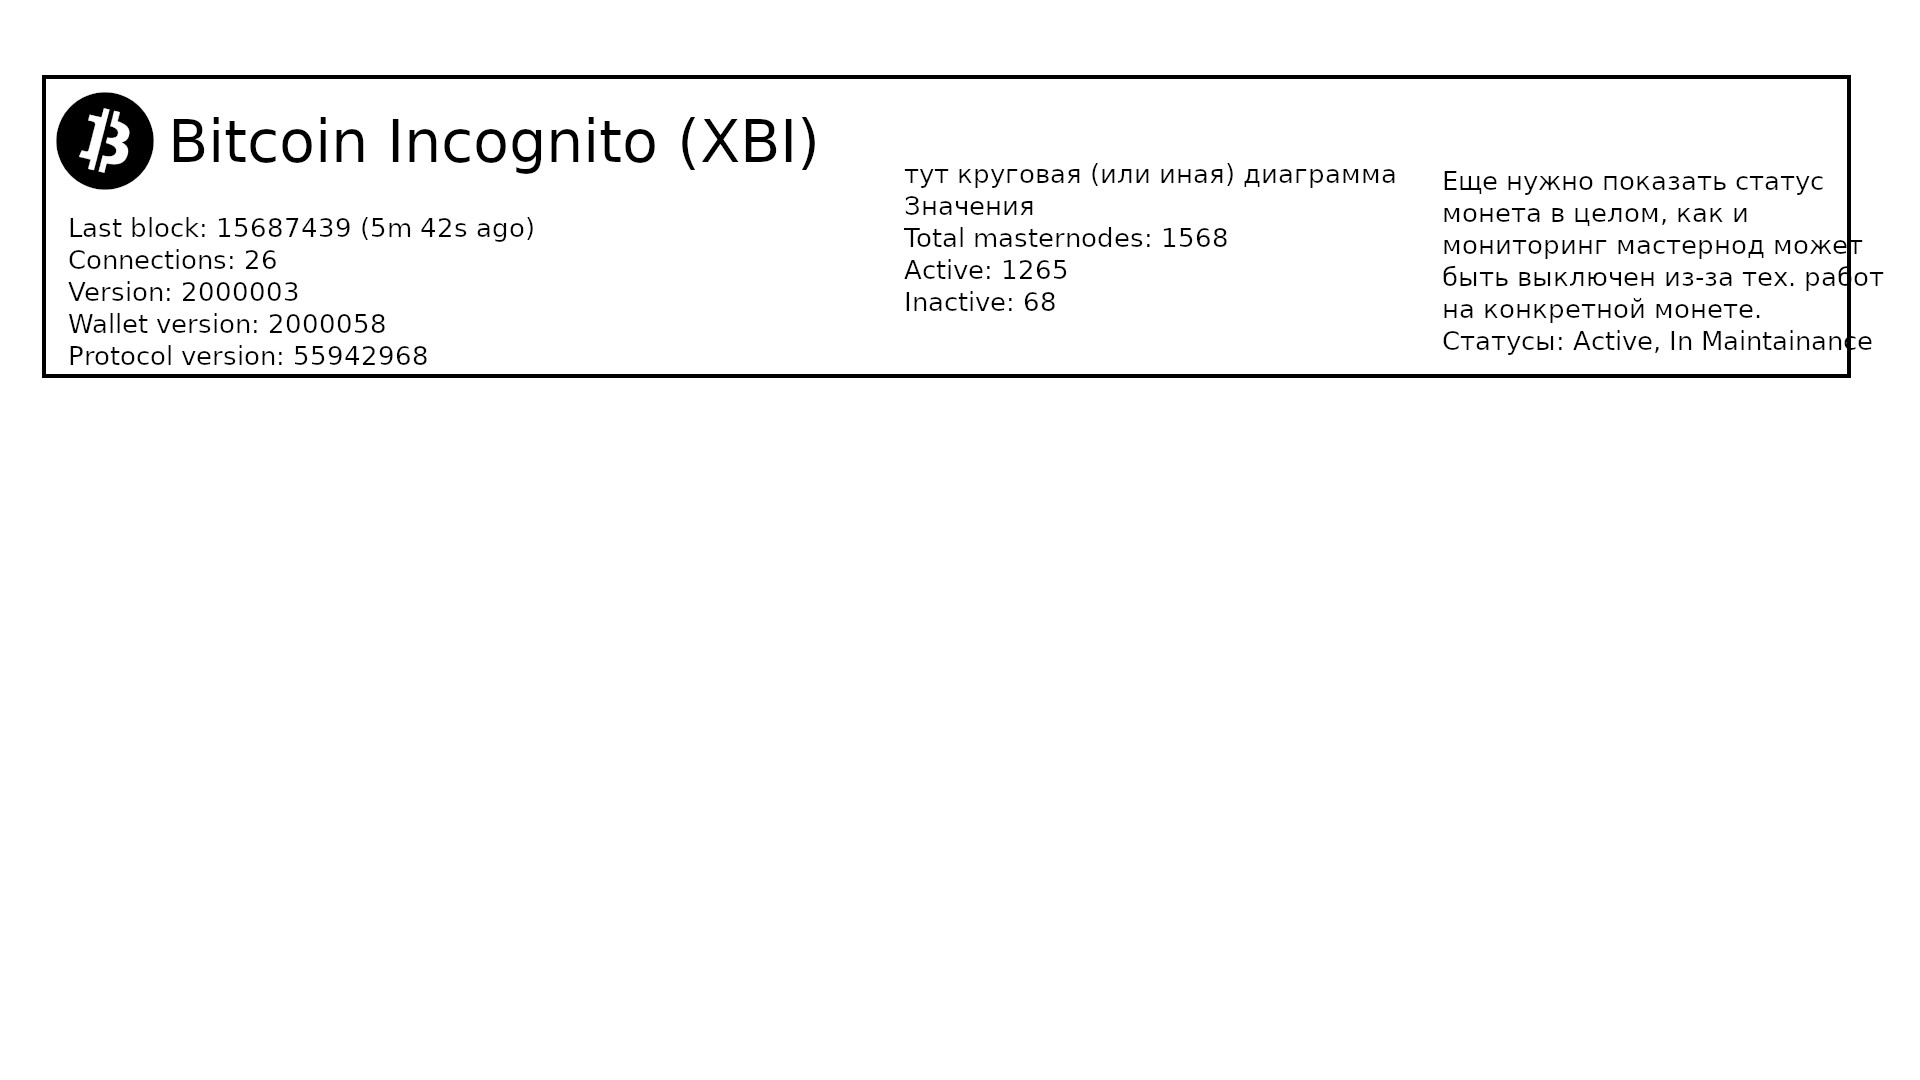 Bitcoin Incognito (XBI)
Last block: 15687439 (5m 42s ago)
Connections: 26
Version: 2000003
Wallet version: 2000058
Protocol version: 55942968
тут круговая (или иная) диаграмма
Значения
Total masternodes: 1568
Active: 1265
Inactive: 68
Еще нужно показать статус
монета в целом, как и
мониторинг мастернод может
быть выключен из-за тех. работ
на конкретной монете.
Статусы: Active, In Maintainance